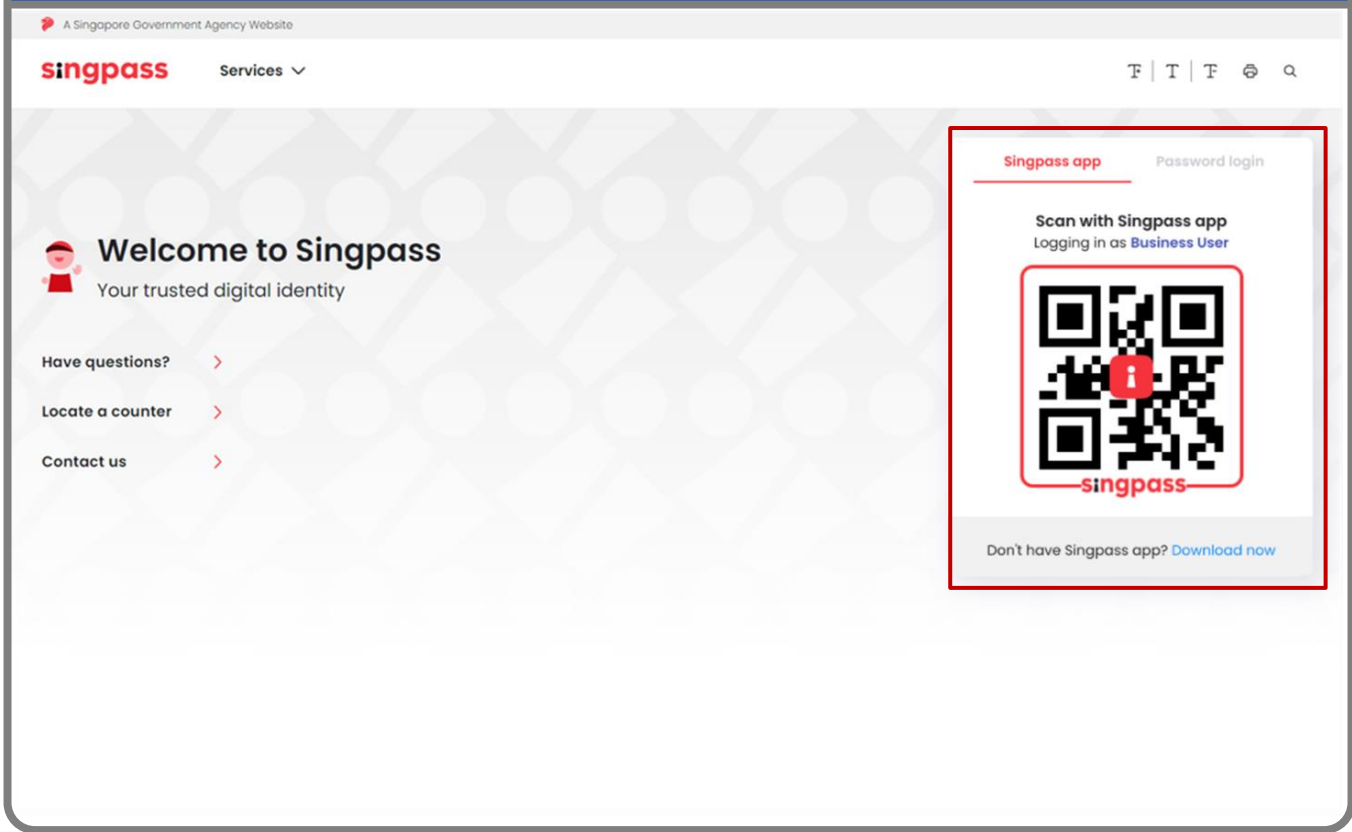 A Singapore Government Agency Website
singpass
Services
Singpass app
Password login
Scan with Singpass app
Logging in as Business User
singpass
Don't have Singpass app? Download now
Welcome to Singpass
Your trusted digital identity
Have questions?
Locate a counter
Contact us